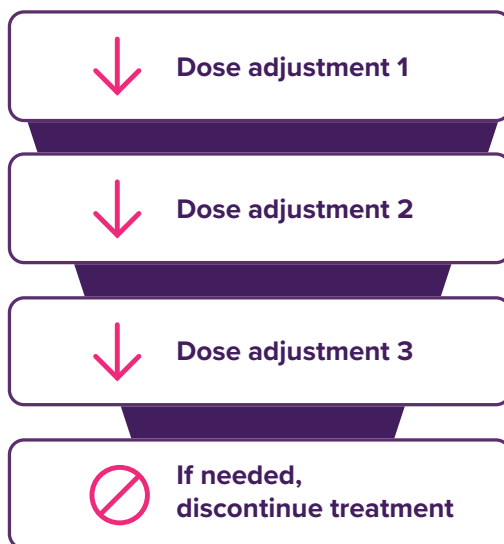 Dose adjustment 1
Dose adjustment 2
Dose adjustment 3
If needed,
discontinue treatment